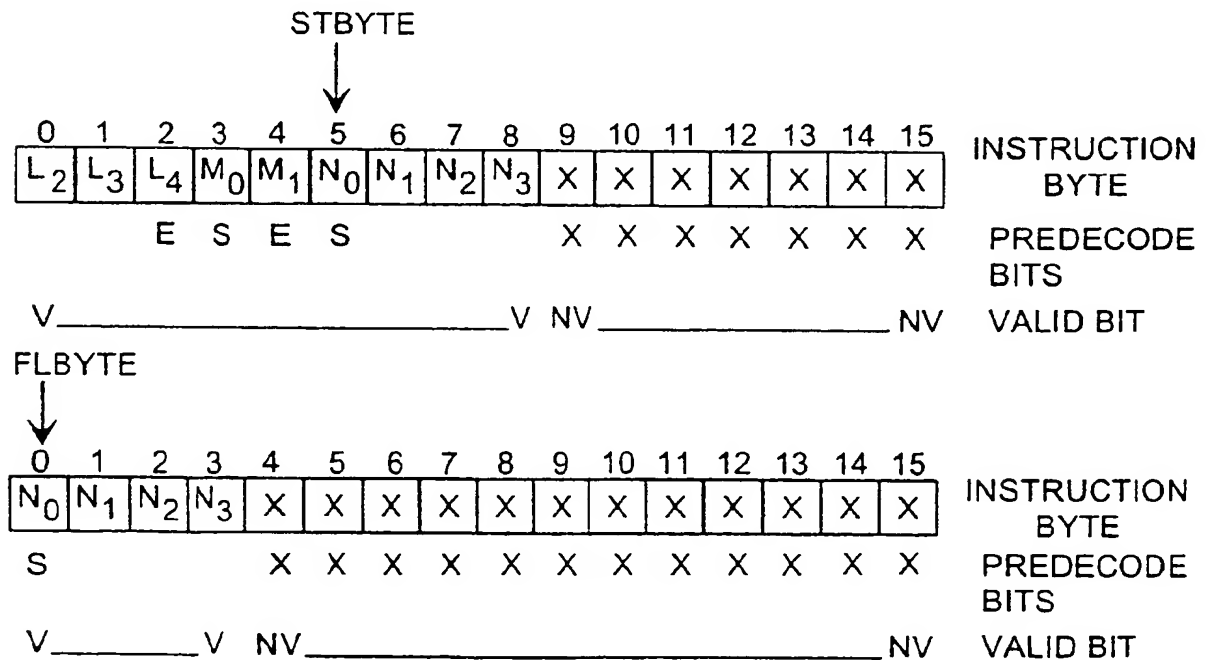 STBYTE
0 1 2 3 4 5 6 7 8 9 10 11 12 13 14 15
L2 L3 L4 M0 M1 N0 N1 N2 N3 X X X X X X X INSTRUCTION BYTE
E S E S X X X X X X X PREDECODE BITS
V V NV NV VALID BIT
FLBYTE
0 1 2 3 4 5 6 7 8 9 10 11 12 13 14 15
N0 N1 N2 N3 X X X X X X X X X X X X INSTRUCTION BYTE
S X X X X X X X X X X X X PREDECODE BITS
V V NV NV VALID BIT